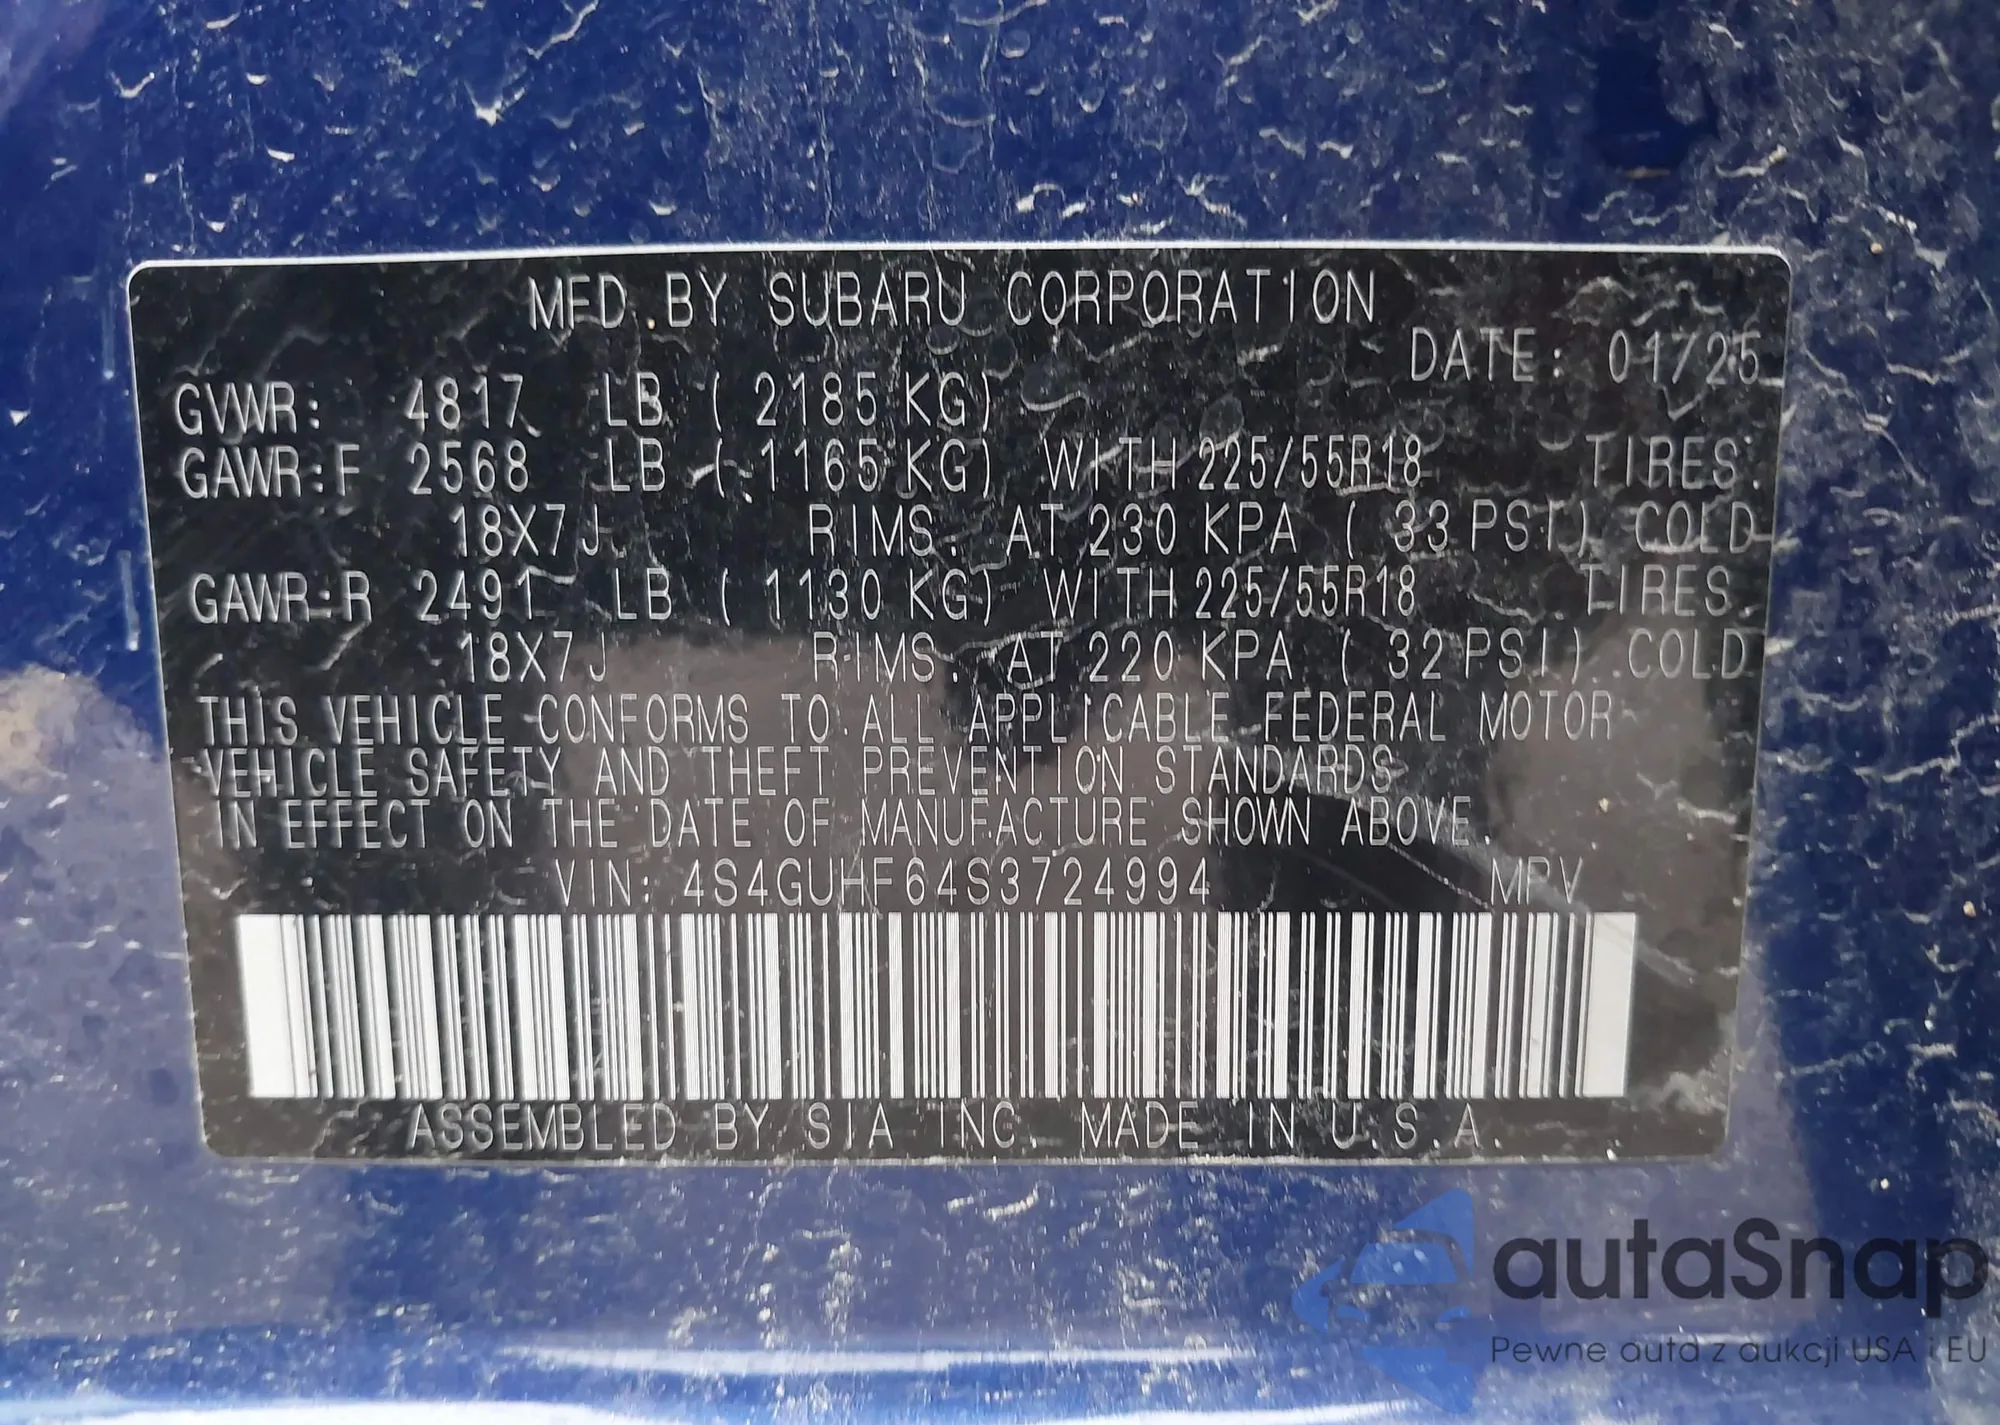 MFD.BY SUBARU CORPORATION
DATE: 01/25
GVWR: 4817 LB ( 2185 KG)
GAWR:F 2568 LB ( 1165 KG) WITH 225/55R18 TIRES.
18X7J RIMS. AT 230 KPA ( 33 PSI) COLD
GAWR:R 2491 LB ( 1130 KG) WITH 225/55R18 TIRES.
18X7J RIMS. AT 220 KPA ( 32 PSI) COLD
THIS VEHICLE CONFORMS TO ALL APPLICABLE FEDERAL MOTOR
VEHICLE SAFETY AND THEFT PREVENTION STANDARDS
IN EFFECT ON THE DATE OF MANUFACTURE SHOWN ABOVE.
VIN: 4S4GUHF64S3724994 MPV
ASSEMBLED BY SIA INC. MADE IN U.S.A.
autaSnap
Pewne auta z aukcji USA i EU